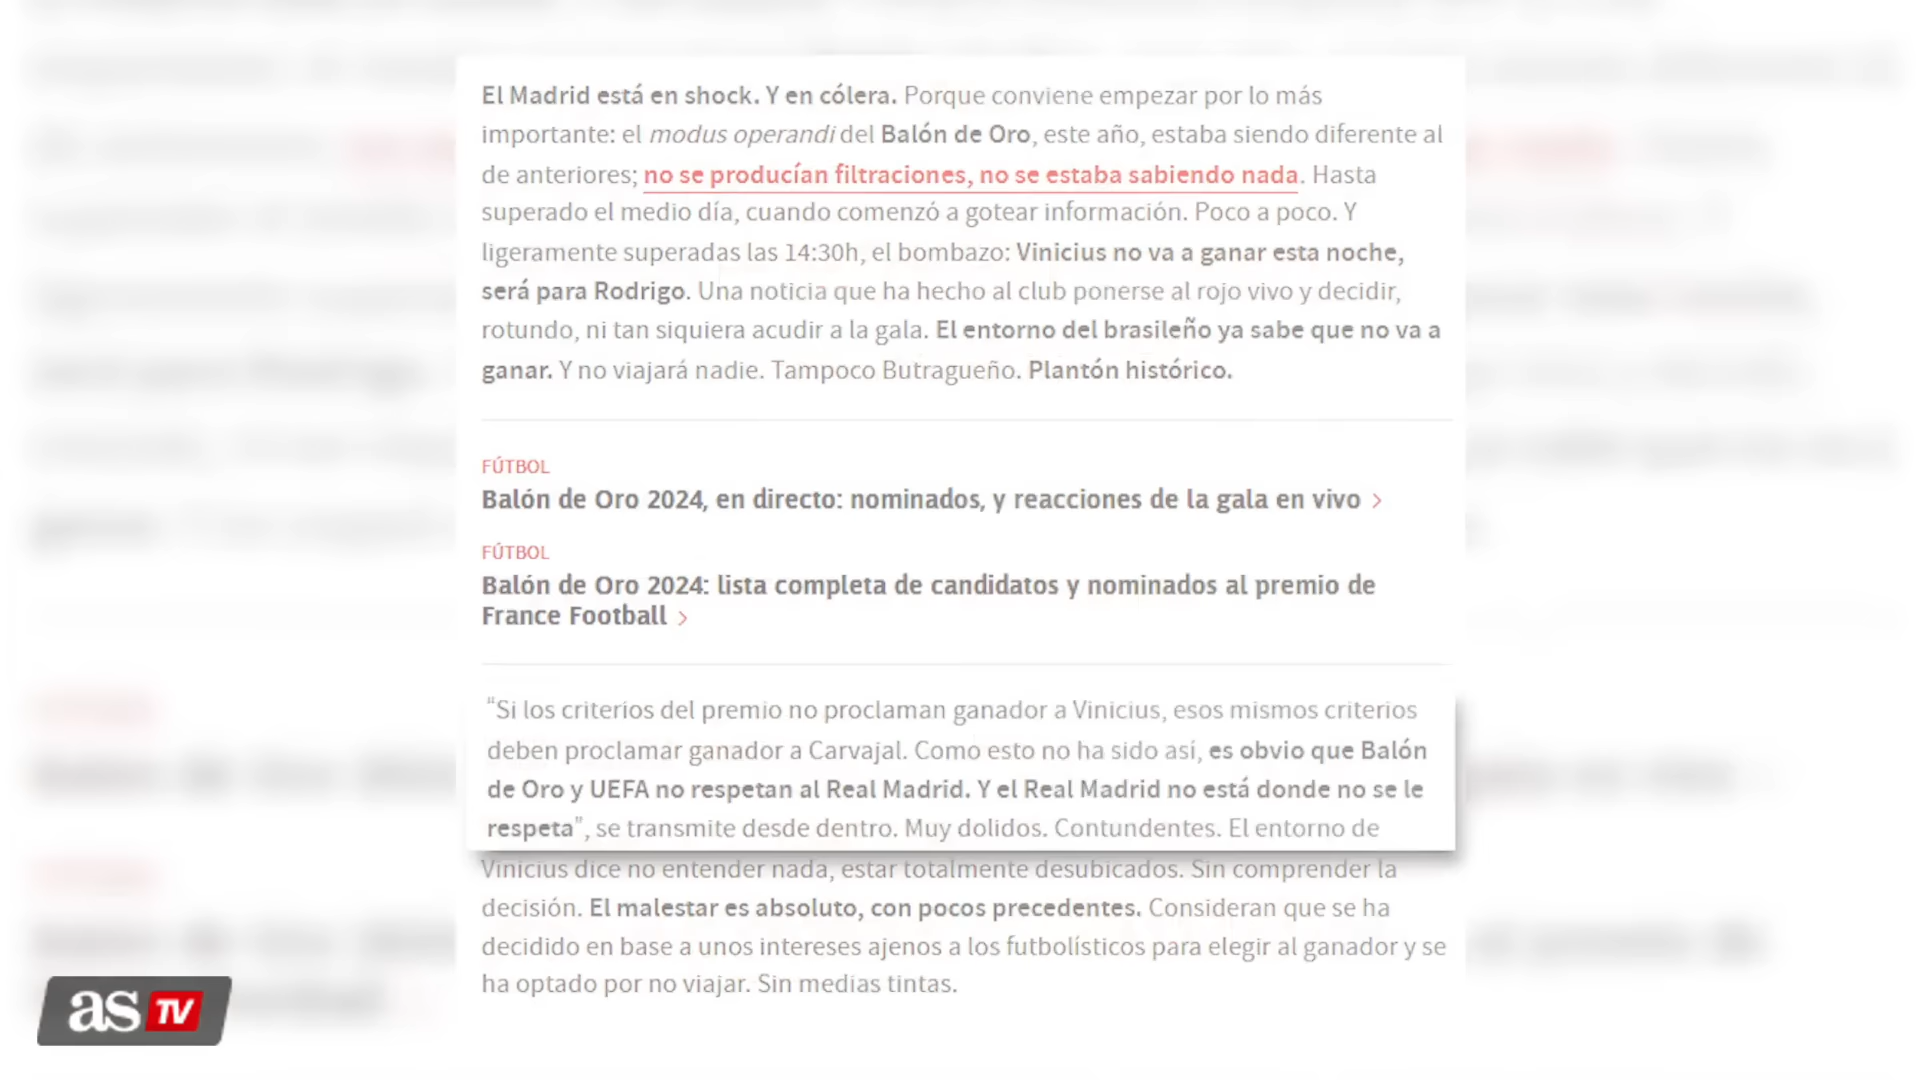 El Madrid está en shock. Y en cólera. Porque conviene empezar por lo más
importante: el modus operandi del Balón de Oro, este año, estaba siendo diferente al
de anteriores; no se producían filtraciones, no se estaba sabiendo nada. Hasta
superado el medio día, cuando comenzó a gotear información. Poco a poco. Y
ligeramente superadas las 14:30h, el bombazo: Vinicius no va a ganar esta noche,
será para Rodrigo. Una noticia que ha hecho al club ponerse al rojo vivo y decidir,
rotundo, ni tan siquiera acudir a la gala. El entorno del brasileño ya sabe que no va a
ganar. Y no viajará nadie. Tampoco Butragueño. Plantón histórico.
FÚTBOL
Balón de Oro 2024, en directo: nominados, y reacciones de la gala en vivo >
FÚTBOL
Balón de Oro 2024: lista completa de candidatos y nominados al premio de
France Football >
“Si los criterios del premio no proclaman ganador a Vinicius, esos mismos criterios
deben proclamar ganador a Carvajal. Como esto no ha sido así, es obvio que Balón
de Oro y UEFA no respetan al Real Madrid. Y el Real Madrid no está donde no se le
respeta”, se transmite desde dentro. Muy dolidos. Contundentes. El entorno de
Vinicius dice no entender nada, estar totalmente desubicados. Sin comprender la
decisión. El malestar es absoluto, con pocos precedentes. Consideran que se ha
decidido en base a unos intereses ajenos a los futbolísticos para elegir al ganador y se
ha optado por no viajar. Sin medias tintas.
as TV